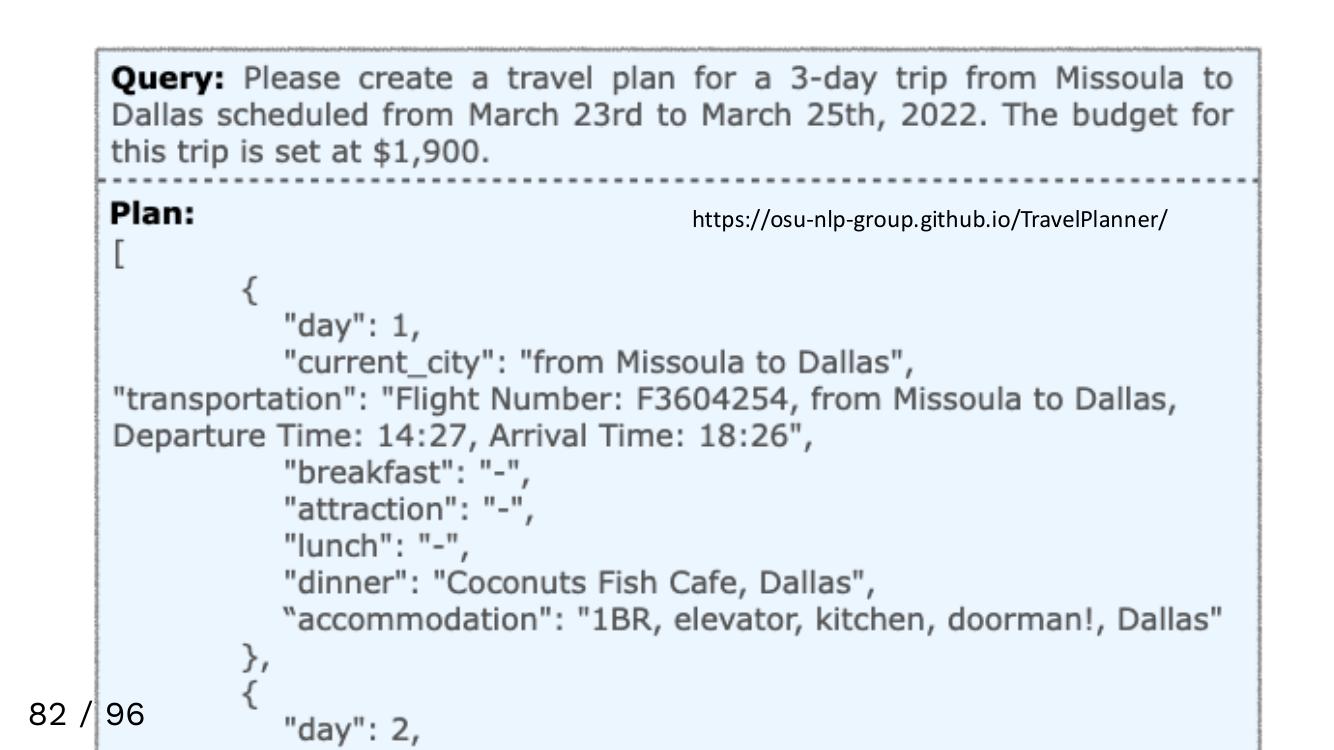 Query: Please create a travel plan for a 3-day trip from Missoula to
Dallas scheduled from March 23rd to March 25th, 2022. The budget for
this trip is set at $1,900.
Plan:
https://osu-nlp-group.github.io/TravelPlanner/
[
{
"day": 1,
"current_city": "from Missoula to Dallas",
"transportation": "Flight Number: F3604254, from Missoula to Dallas,
Departure Time: 14:27, Arrival Time: 18:26",
"breakfast": "-",
"attraction": "-",
"lunch": "-",
"dinner": "Coconuts Fish Cafe, Dallas",
“accommodation": "1BR, elevator, kitchen, doorman!, Dallas"
},
{
"day": 2,
82 / 96